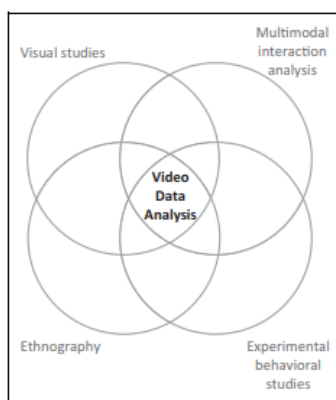 Visual studies
Multimodal
interaction
analysis
Video
Data
Analysis
Ethnography
Experimental
behavioral
studies